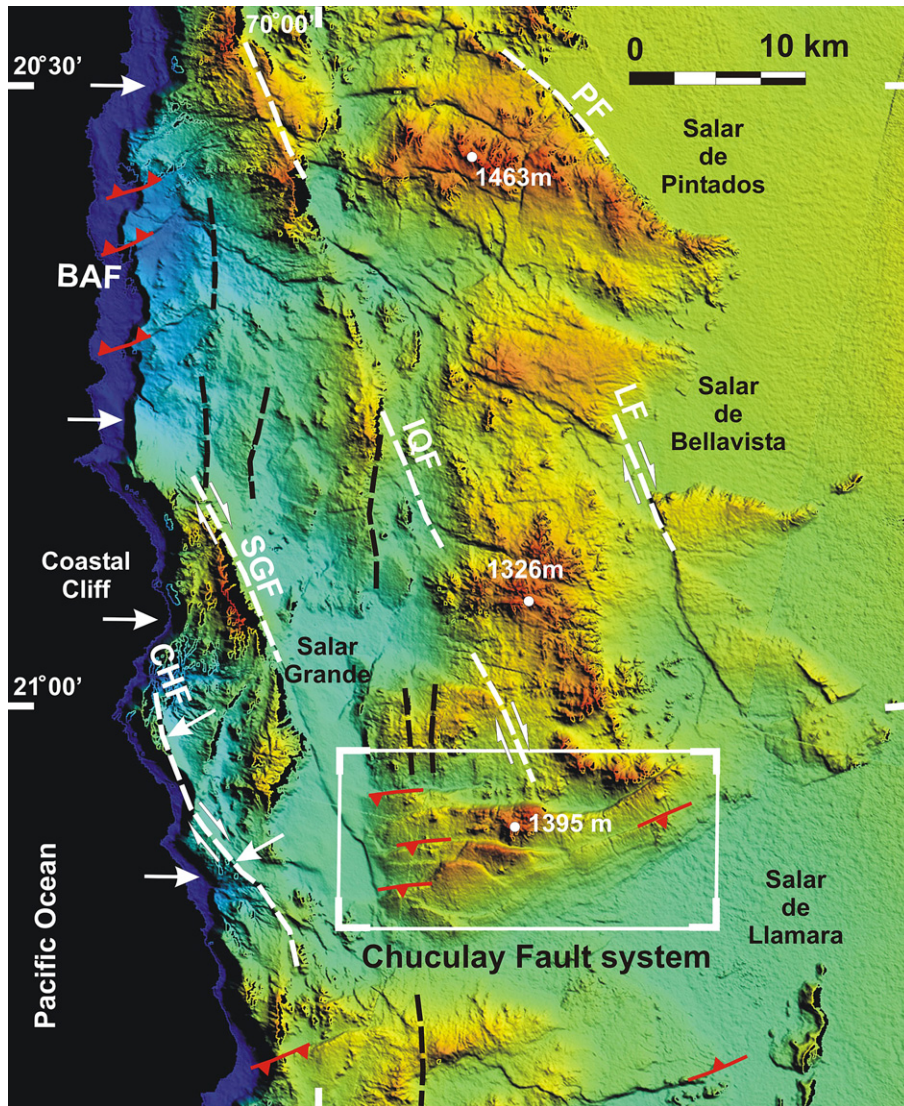 70°00'
20°30'
0 10 km
PF
Salar
de
Pintados
1463m
BAF
LF
Salar
de
Bellavista
IQF
SGF
Coastal
Cliff
1326m
Salar
Grande
CHF
21°00'
1395 m
Salar
de
Llamara
Chuculay Fault system
Pacific Ocean